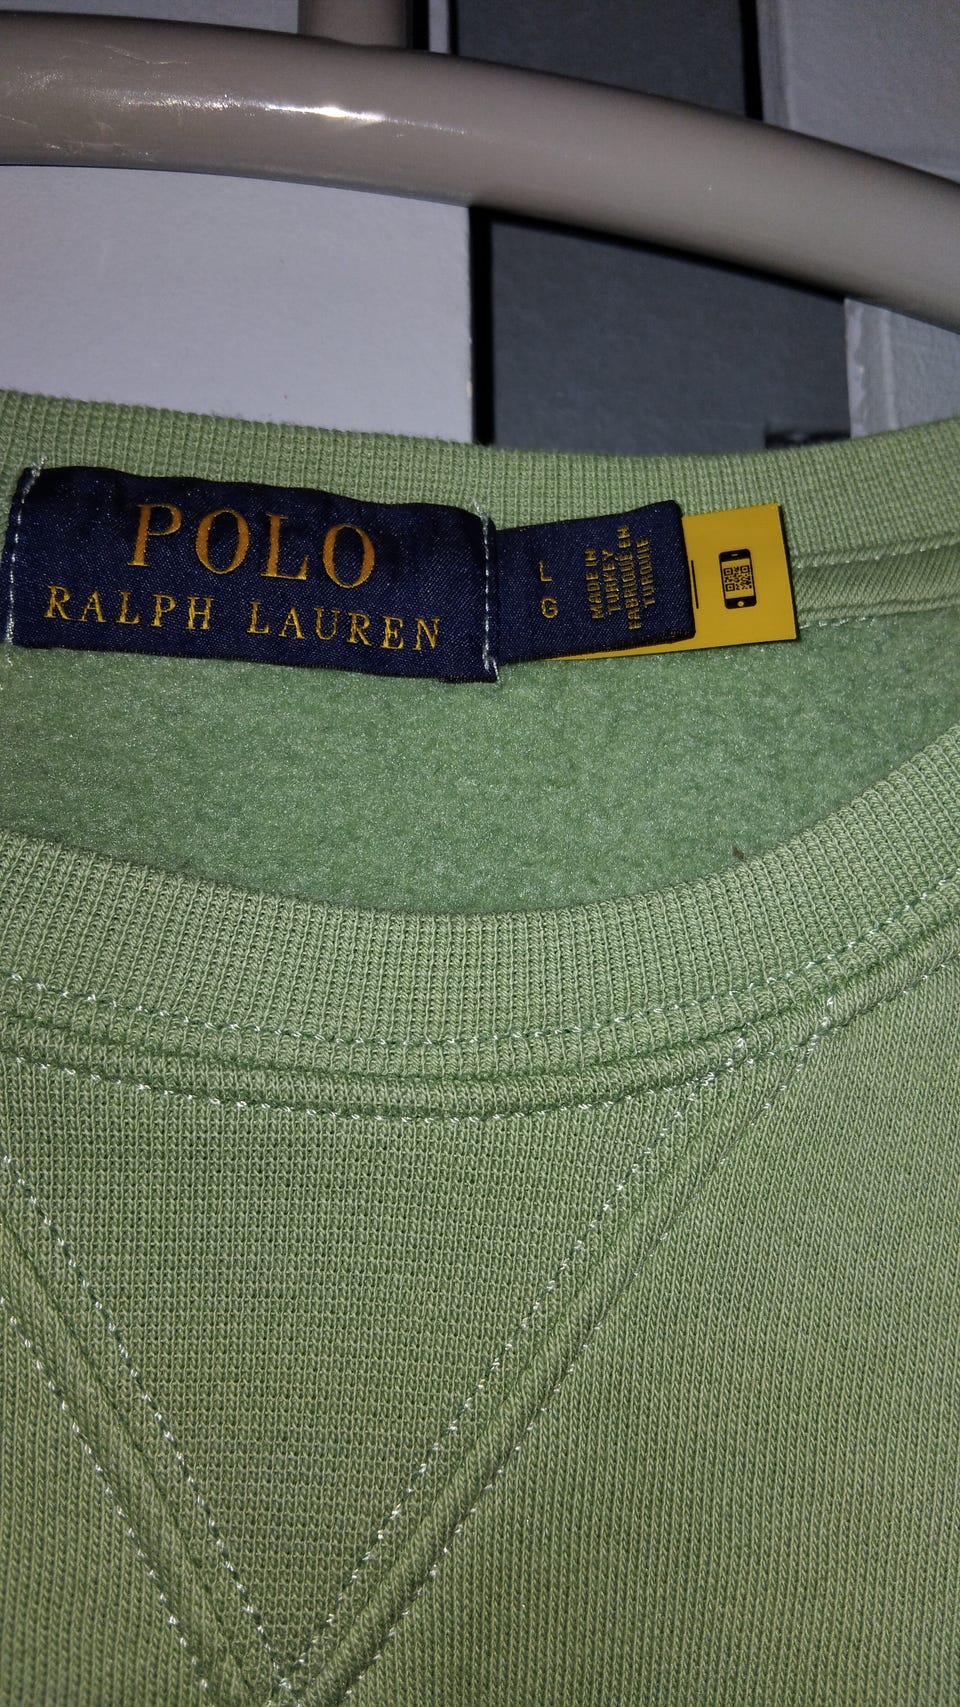 POLO
RALPH LAUREN
L
G
MADE IN
TURKEY
FABRIQUÉ EN
TURQUIE